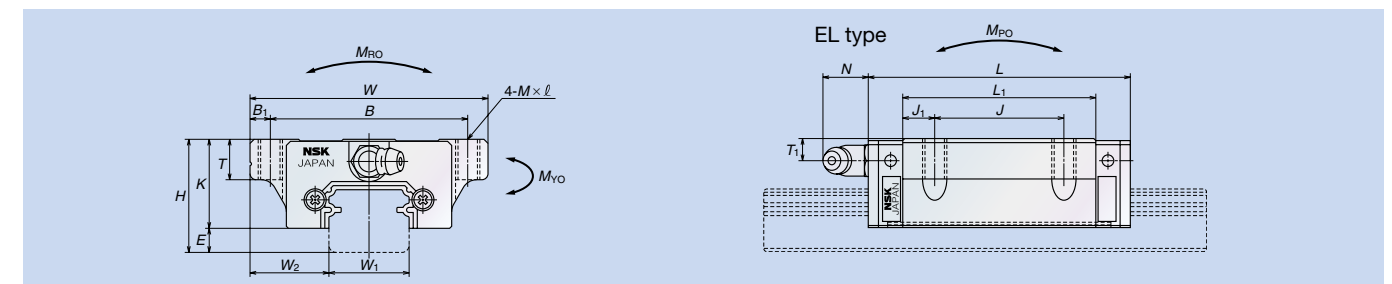 EL type
MRO
W
B1
B
4-M×ℓ
NSK
JAPAN
T
K
H
E
MYO
W2
W1
MPO
N
L
L1
J1
J
T1
NSK
JAPAN